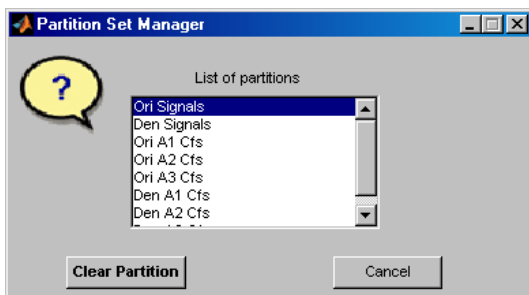 Partition Set Manager
?
List of partitions
Ori Signals
Den Signals
Ori A1 Cfs
Ori A2 Cfs
Ori A3 Cfs
Den A1 Cfs
Den A2 Cfs
Clear Partition
Cancel